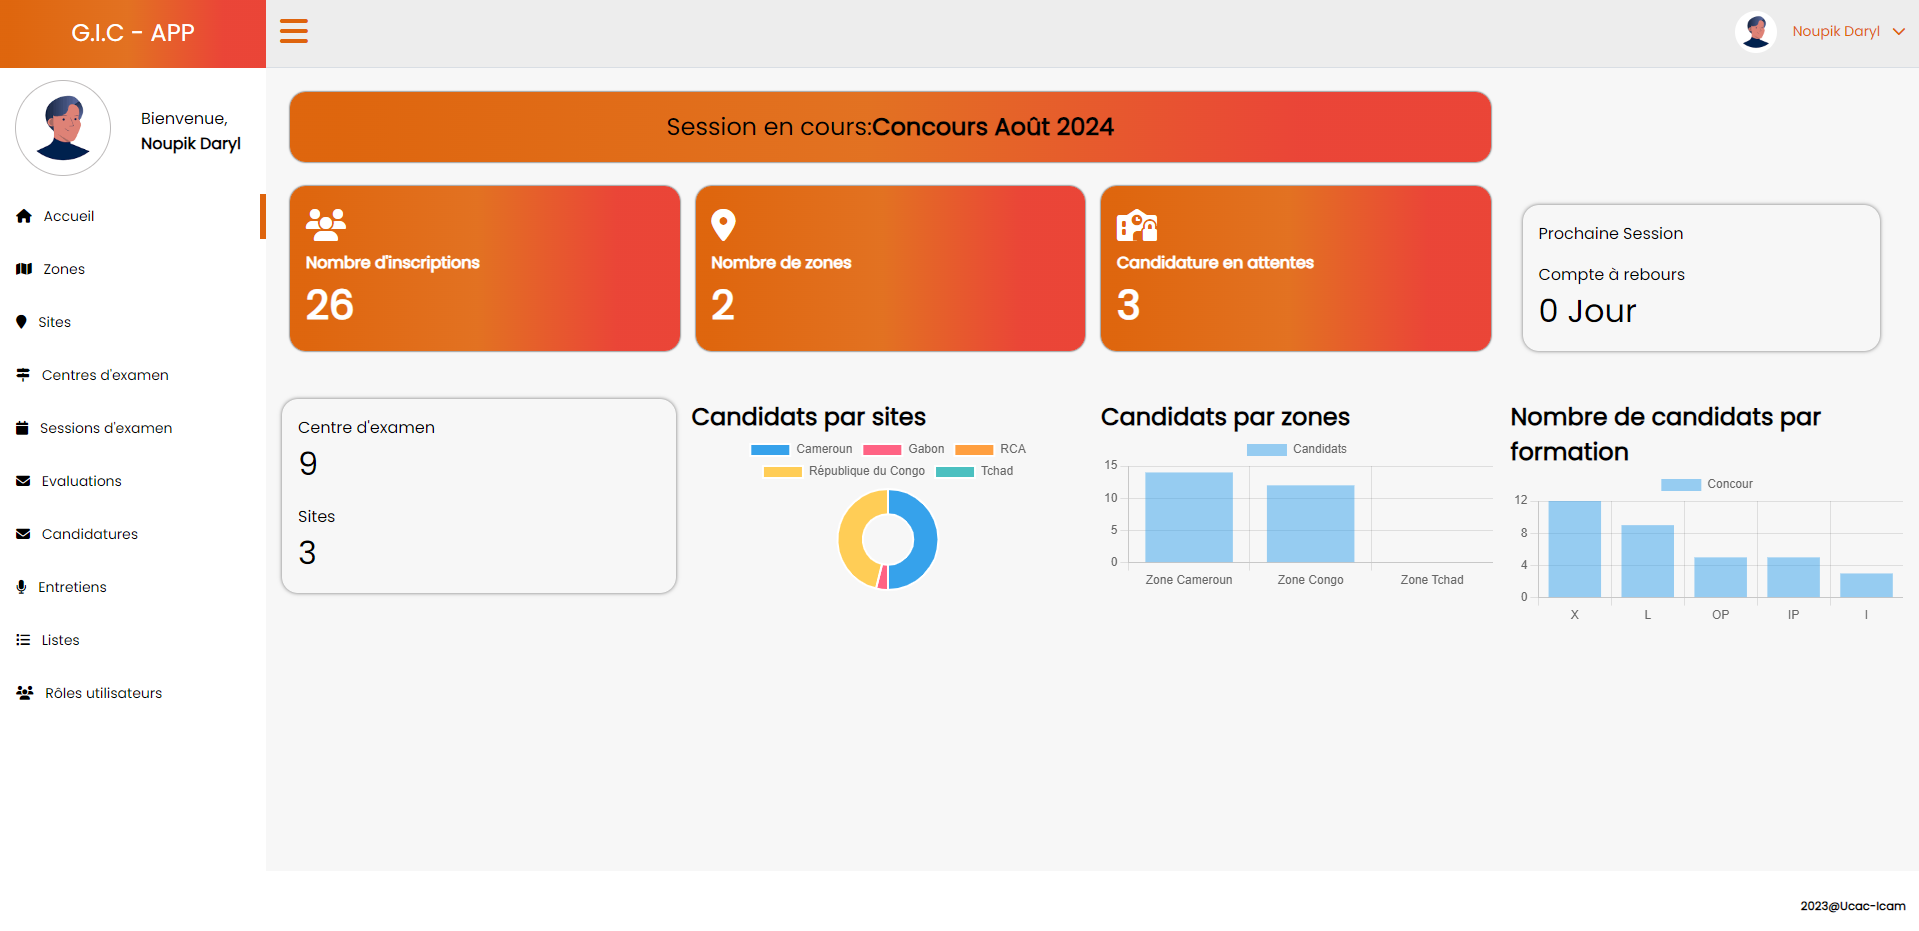 G.I.C - APP
Noupik Daryl
Bienvenue,
Noupik Daryl
Accueil
Zones
Sites
Centres d'examen
Sessions d'examen
Evaluations
Candidatures
Entretiens
Listes
Rôles utilisateurs
Session en cours:Concours Août 2024
Nombre d'inscriptions
26
Nombre de zones
2
Candidature en attentes
3
Prochaine Session
Compte à rebours
0 Jour
Centre d'examen
9
Sites
3
Candidats par sites
Cameroun Gabon RCA
République du Congo Tchad
Candidats par zones
Candidats
15
10
5
0
Zone Cameroun Zone Congo Zone Tchad
Nombre de candidats par
formation
Concour
12
8
4
0
X L OP IP I
2023@Ucac-Icam